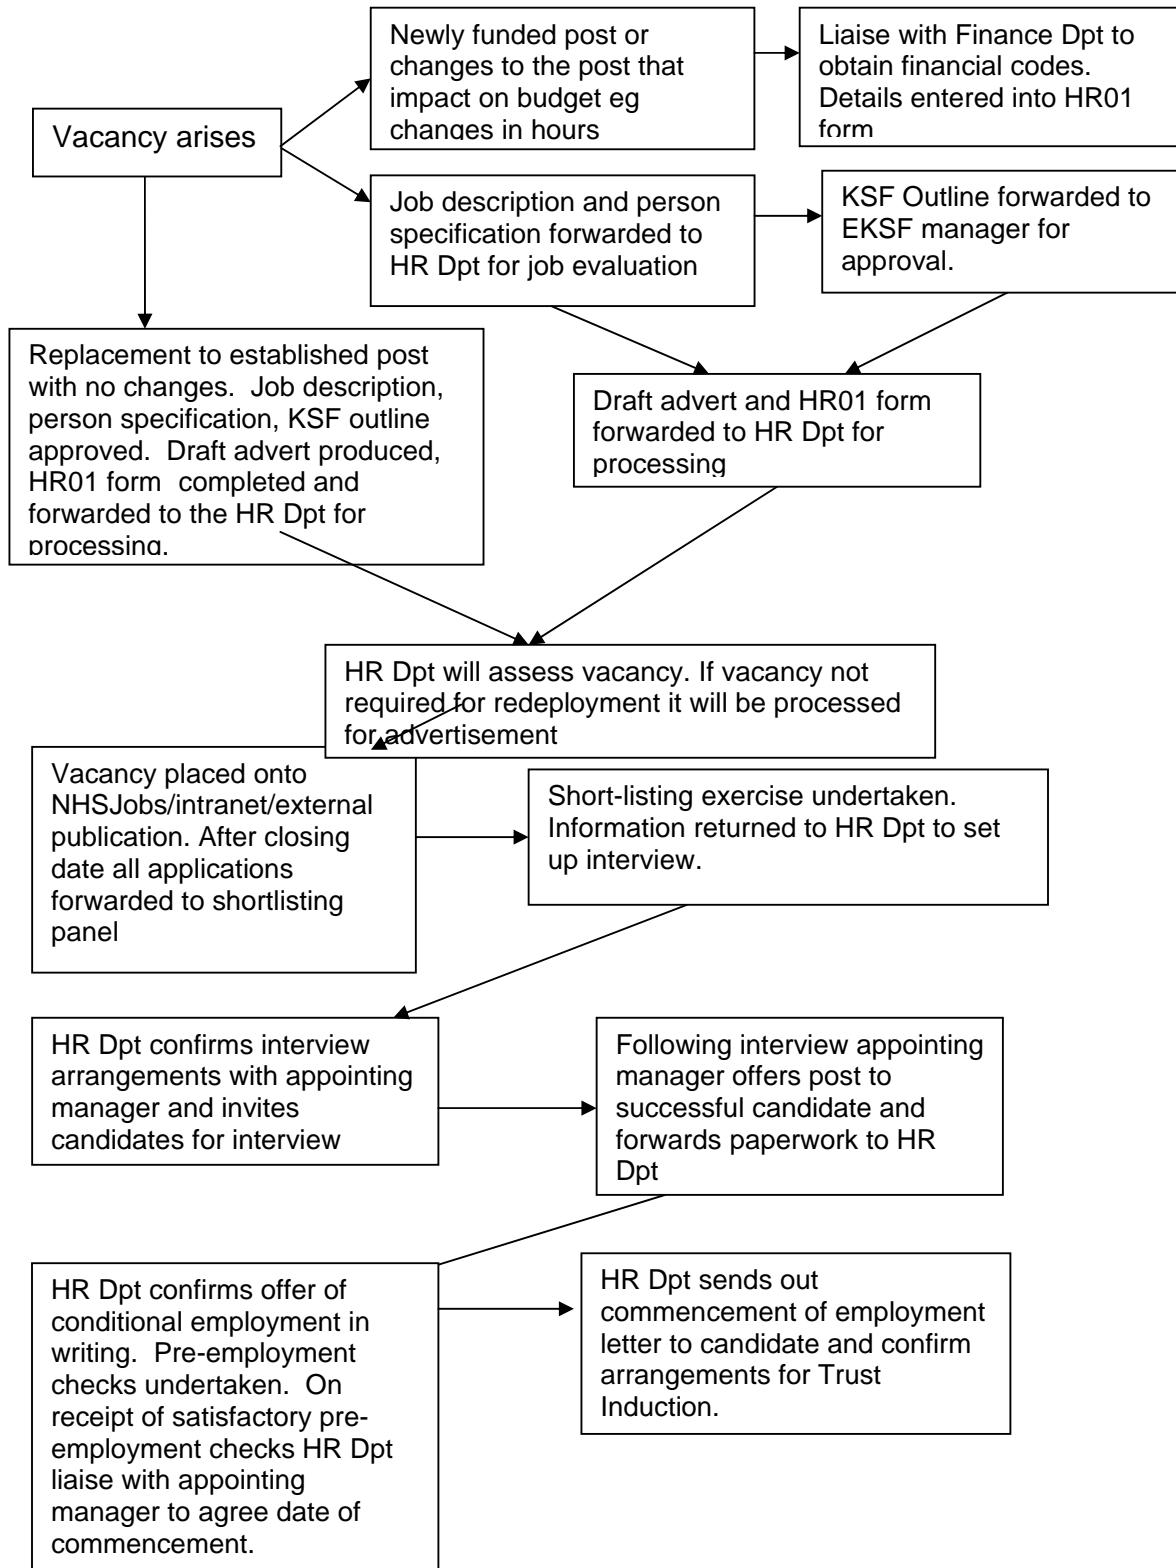 Newly funded post or
changes to the post that
impact on budget eg
changes in hours
Liaise with Finance Dpt to
obtain financial codes.
Details entered into HR01
form
Vacancy arises
Job description and person
specification forwarded to
HR Dpt for job evaluation
KSF Outline forwarded to
EKSF manager for
approval.
Replacement to established post
with no changes.  Job description,
person specification, KSF outline
approved.  Draft advert produced,
HR01 form  completed and
forwarded to the HR Dpt for
processing.
Draft advert and HR01 form
forwarded to HR Dpt for
processing
HR Dpt will assess vacancy. If vacancy not
required for redeployment it will be processed
for advertisement
Vacancy placed onto
NHSJobs/intranet/external
publication. After closing
date all applications
forwarded to shortlisting
panel
Short-listing exercise undertaken.
Information returned to HR Dpt to set
up interview.
HR Dpt confirms interview
arrangements with appointing
manager and invites
candidates for interview
Following interview appointing
manager offers post to
successful candidate and
forwards paperwork to HR
Dpt
HR Dpt confirms offer of
conditional employment in
writing.  Pre-employment
checks undertaken.  On
receipt of satisfactory pre-
employment checks HR Dpt
liaise with appointing
manager to agree date of
commencement.
HR Dpt sends out
commencement of employment
letter to candidate and confirm
arrangements for Trust
Induction.